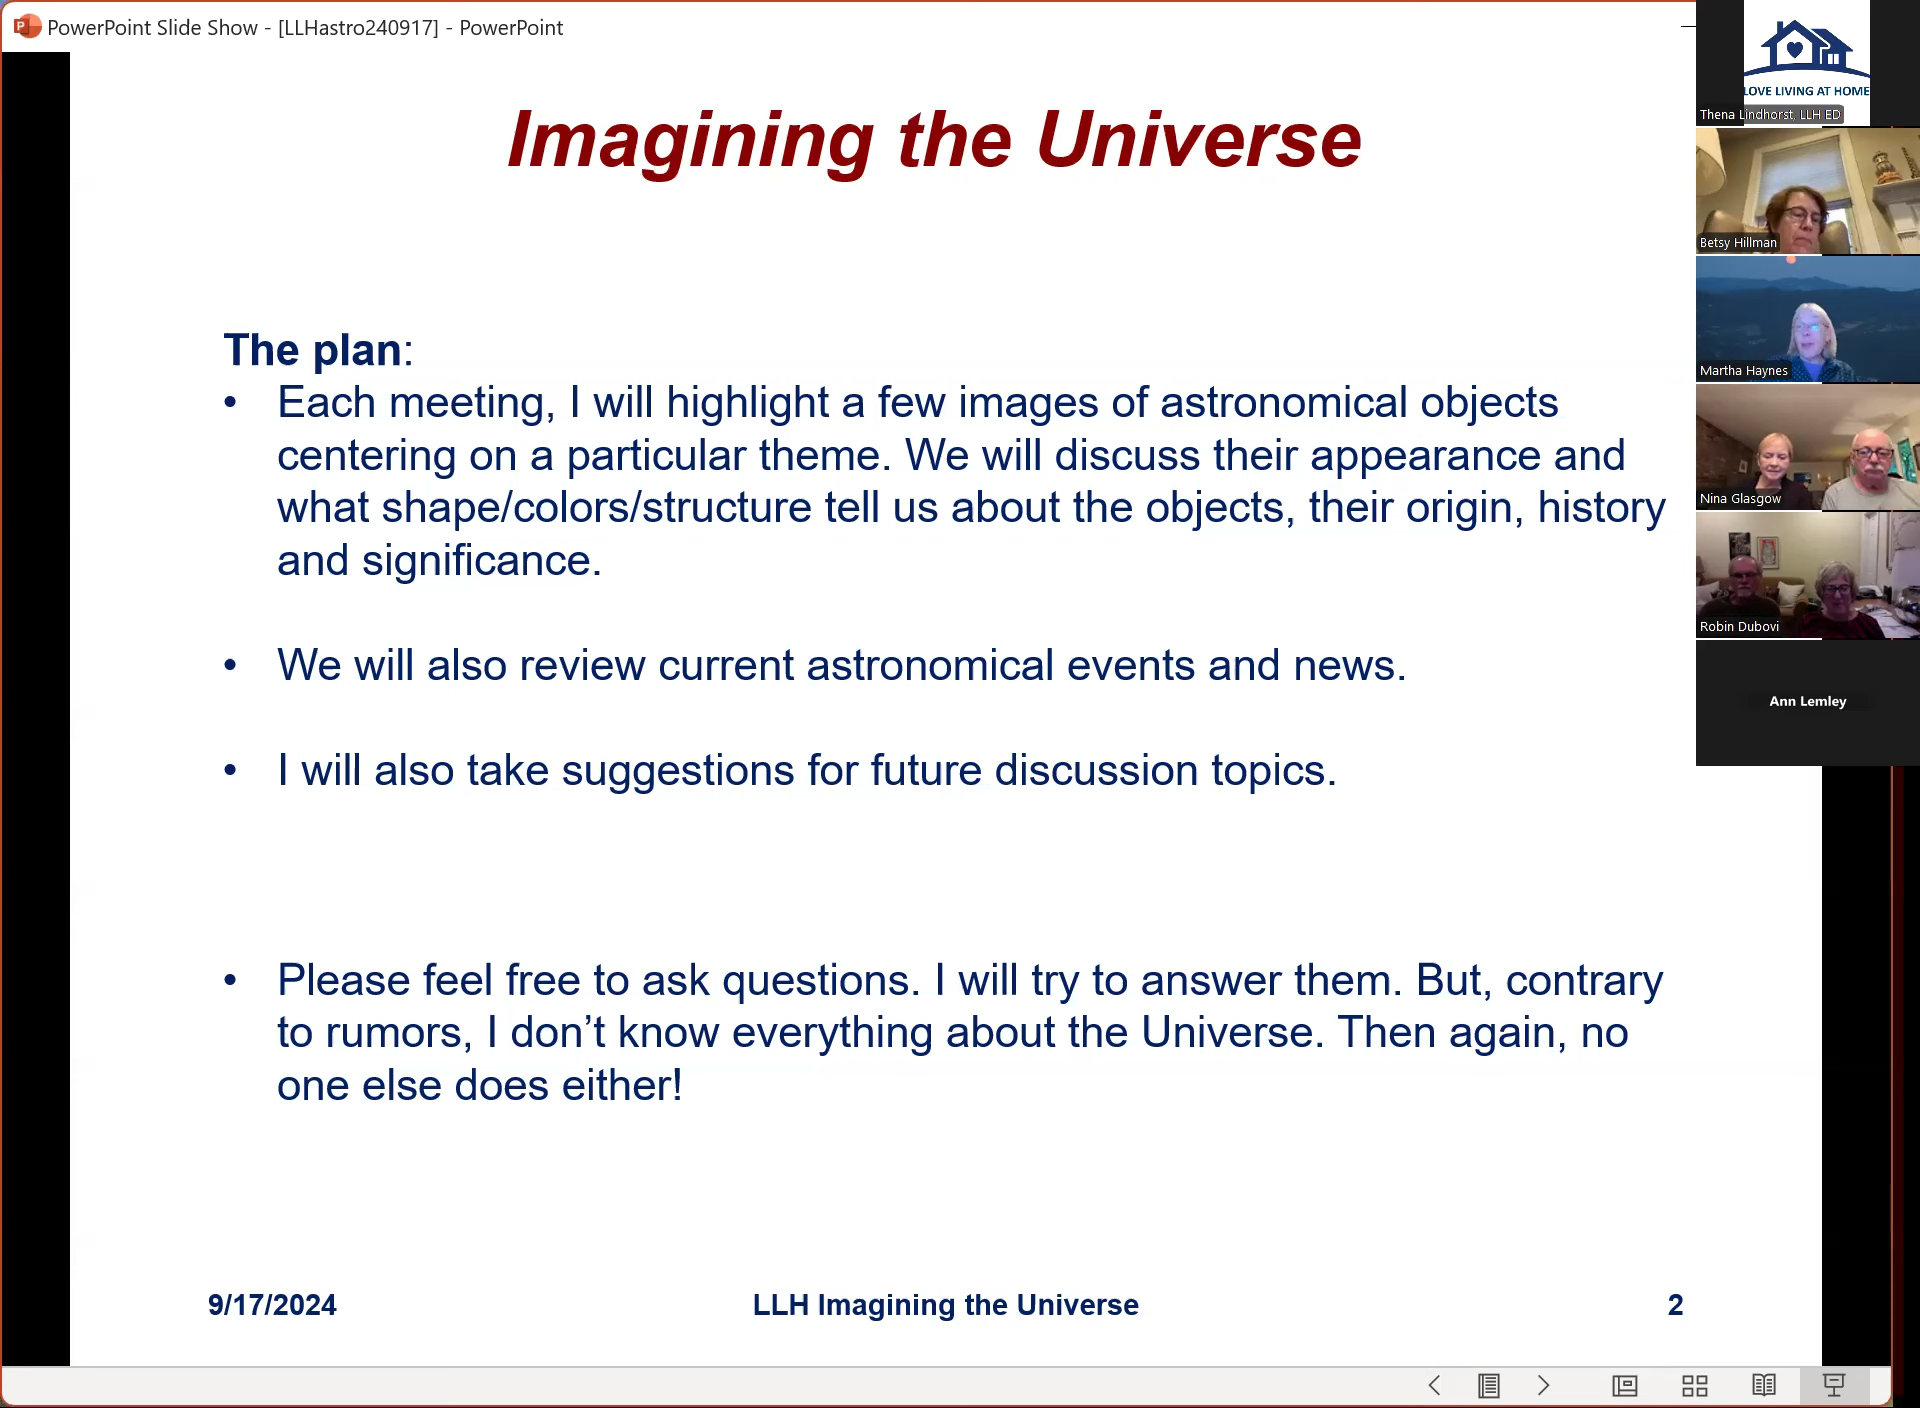 PowerPoint Slide Show - [LLHastro240917] - PowerPoint
Imagining the Universe
The plan:
• Each meeting, I will highlight a few images of astronomical objects
centering on a particular theme. We will discuss their appearance and
what shape/colors/structure tell us about the objects, their origin, history
and significance.
• We will also review current astronomical events and news.
• I will also take suggestions for future discussion topics.
• Please feel free to ask questions. I will try to answer them. But, contrary
to rumors, I don’t know everything about the Universe. Then again, no
one else does either!
9/17/2024
LLH Imagining the Universe
2
LOVE LIVING AT HOME
Thena Lindhorst, LLH ED
Betsy Hillman
Martha Haynes
Nina Glasgow
Robin Dubovi
Ann Lemley